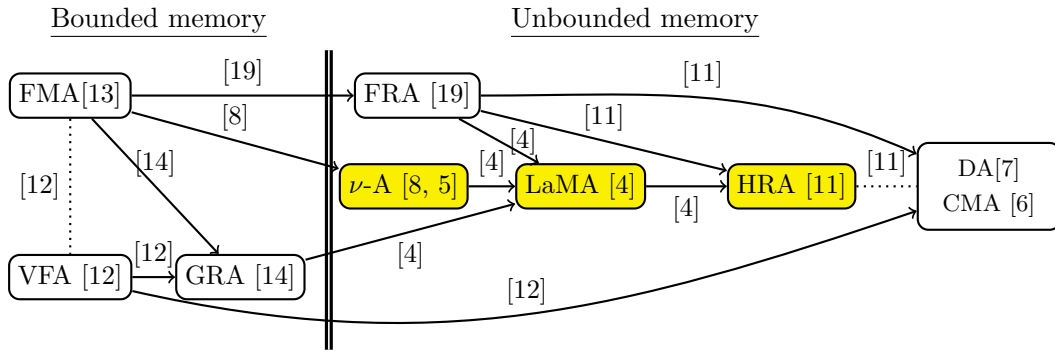 Bounded memory
Unbounded memory
[19]
[11]
FMA[13]
FRA [19]
[8]
[11]
[4]
[14]
[12]
[4]
[11]
ν-A [8, 5]
LaMA [4]
HRA [11]
DA[7]
CMA [6]
[4]
[12]
[4]
VFA [12]
GRA [14]
[12]